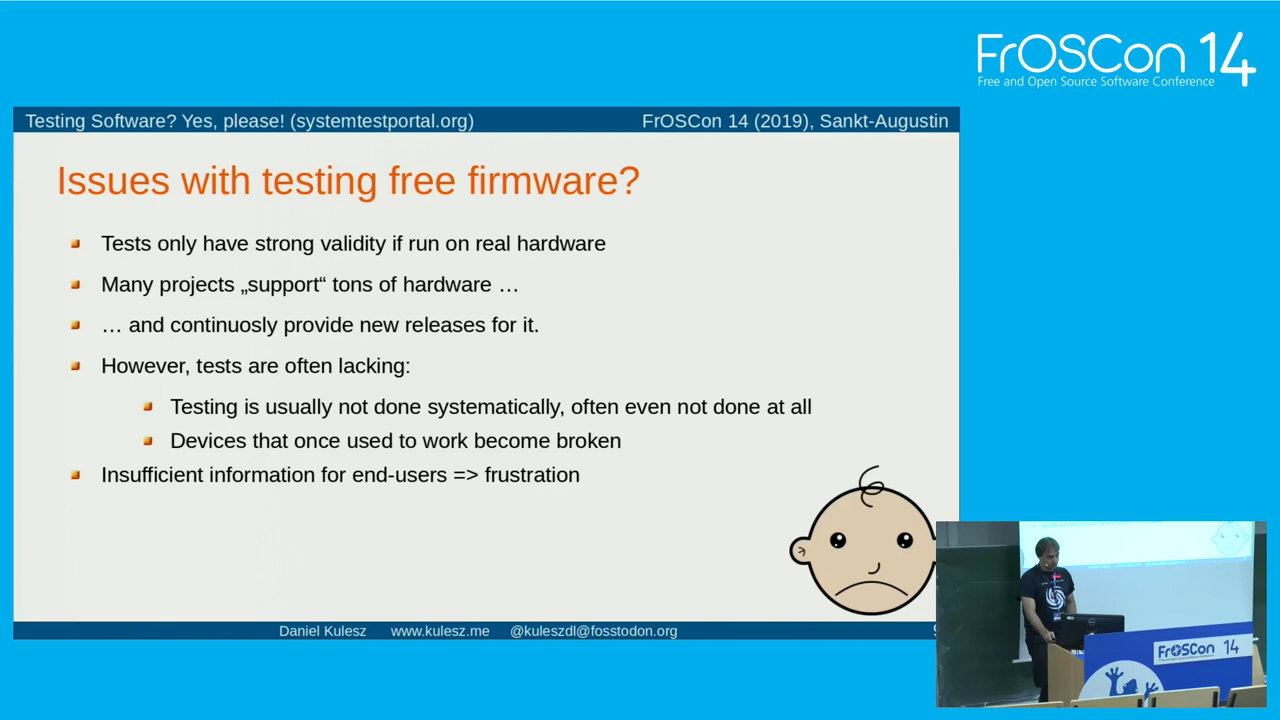 FrOSCon 14
Free and Open Source Software Conference
Testing Software? Yes, please! (systemtestportal.org)
FrOSCon 14 (2019), Sankt-Augustin
Issues with testing free firmware?
Tests only have strong validity if run on real hardware
Many projects „support“ tons of hardware …
… and continuosly provide new releases for it.
However, tests are often lacking:
Testing is usually not done systematically, often even not done at all
Devices that once used to work become broken
Insufficient information for end-users => frustration
Daniel Kulesz www.kulesz.me @kuleszdl@fosstodon.org
FrOSCon 14